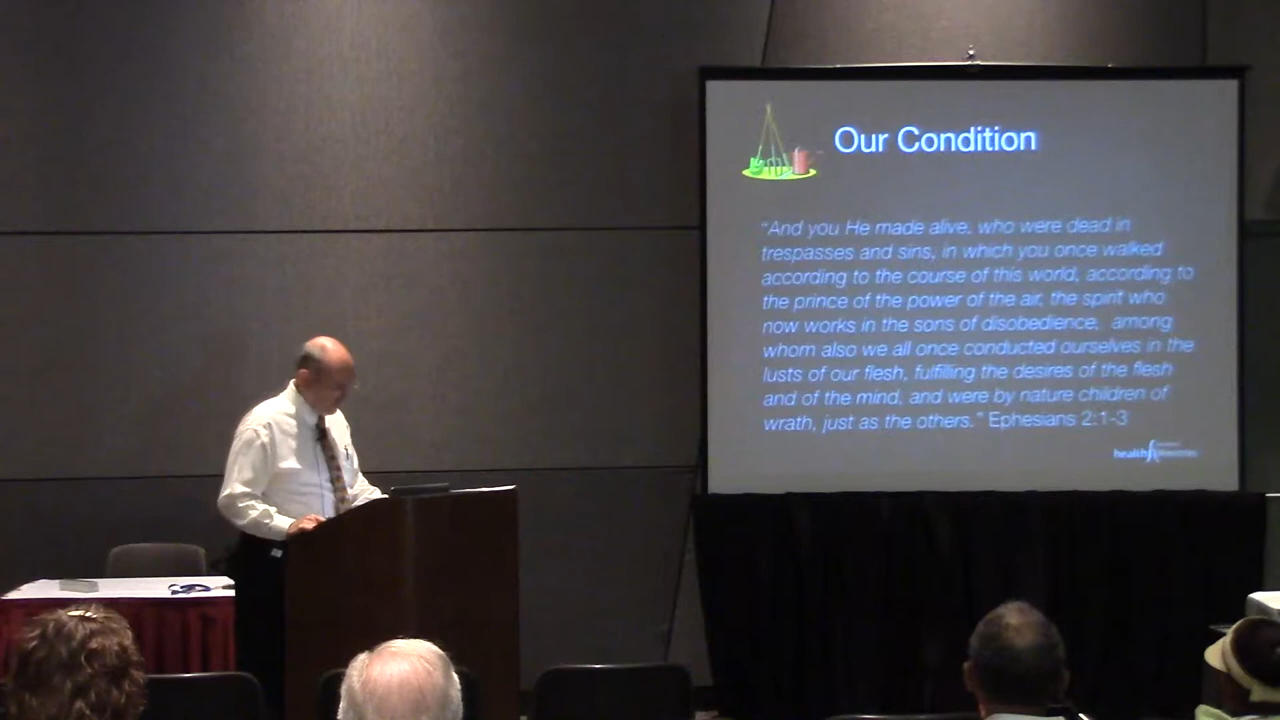 Our Condition
“And you He made alive, who were dead in
trespasses and sins, in which you once walked
according to the course of this world, according to
the prince of the power of the air, the spirit who
now works in the sons of disobedience, among
whom also we all once conducted ourselves in the
lusts of our flesh, fulfilling the desires of the flesh
and of the mind, and were by nature children of
wrath, just as the others.” Ephesians 2:1-3
health Ministries